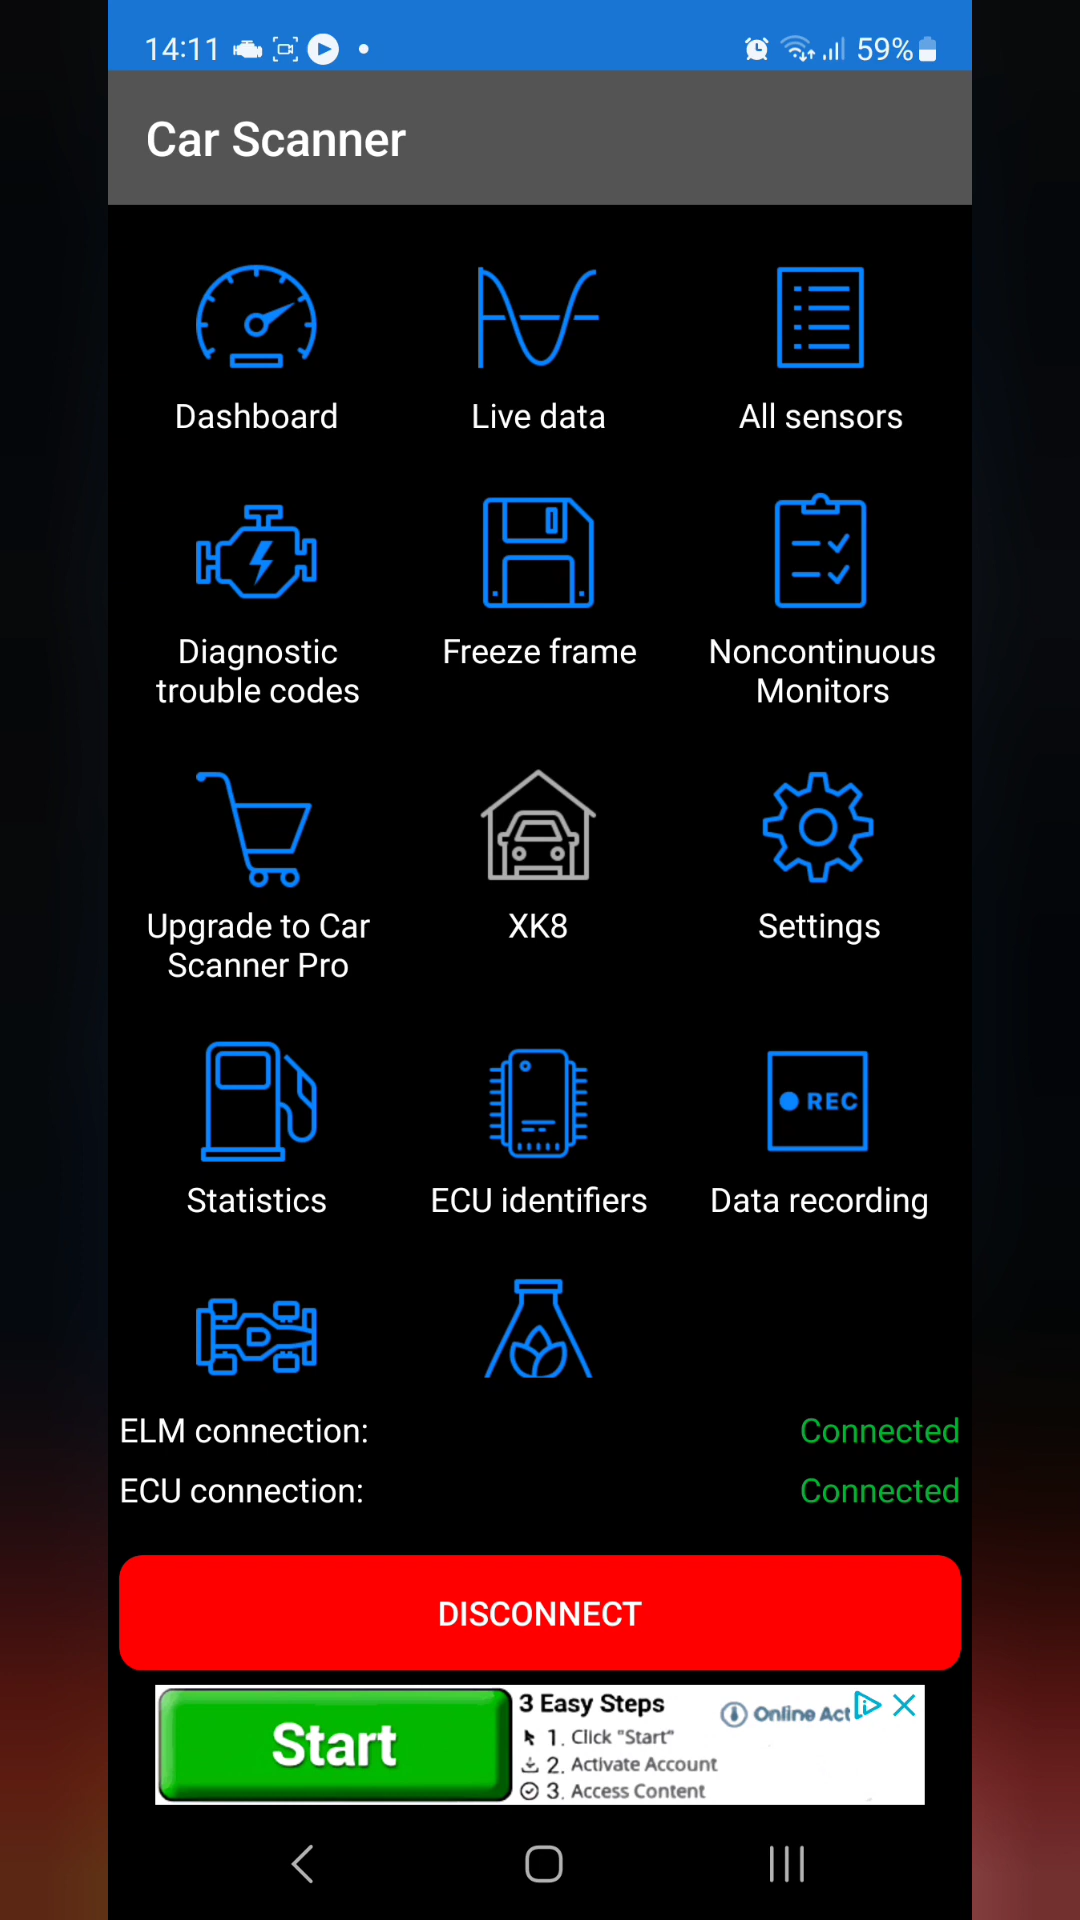 14:11
59%
Car Scanner
Dashboard
Live data
All sensors
Diagnostic
trouble codes
Freeze frame
Noncontinuous
Monitors
Upgrade to Car
Scanner Pro
XK8
Settings
REC
Statistics
ECU identifiers
Data recording
ELM connection:
Connected
ECU connection:
Connected
DISCONNECT
Start
3 Easy Steps
1. Click "Start"
2. Activate Account
3. Access Content
Online Act